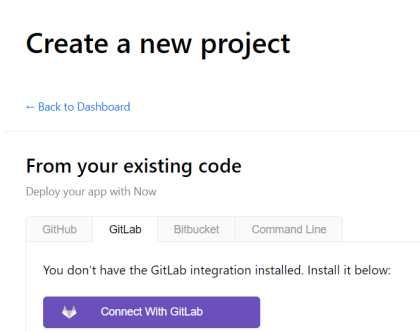 Create a new project
← Back to Dashboard
From your existing code
Deploy your app with Now
GitHub GitLab Bitbucket Command Line
You don't have the GitLab integration installed. Install it below:
Connect With GitLab